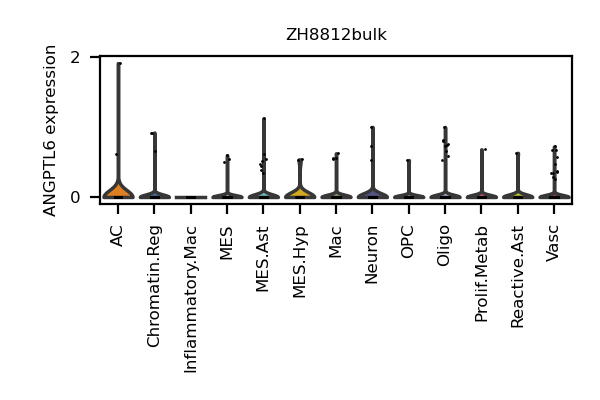 ZH8812bulk
ANGPTL6 expression
2
0
AC
Chromatin.Reg
Inflammatory.Mac
MES
MES.Ast
MES.Hyp
Mac
Neuron
OPC
Oligo
Prolif.Metab
Reactive.Ast
Vasc